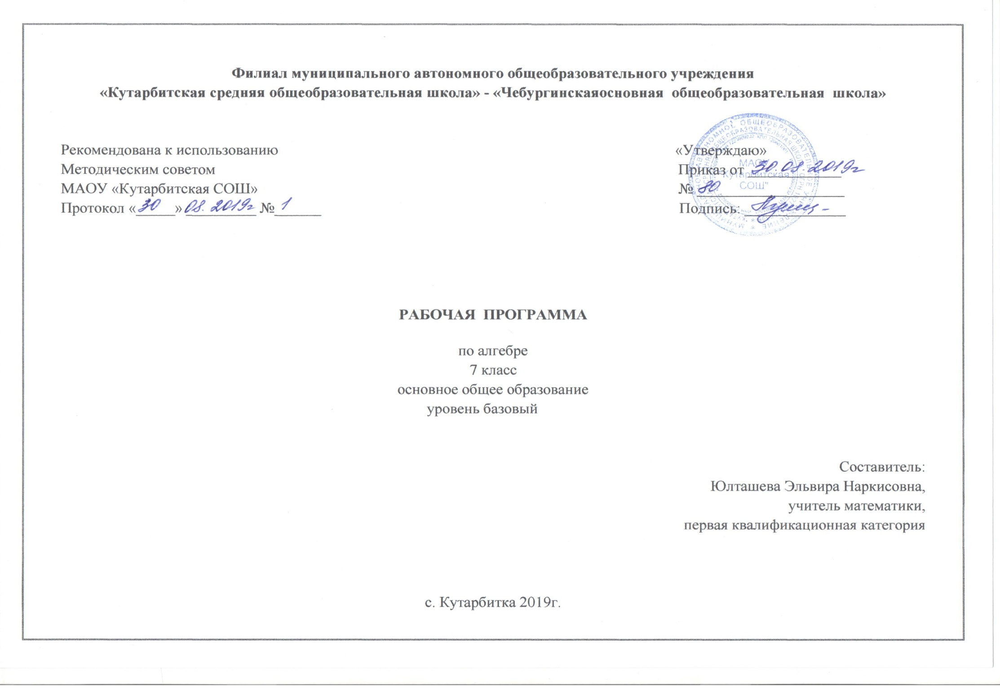 Филиал муниципального автономного общеобразовательного учреждения
«Кутарбитская средняя общеобразовательная школа» - «Чебургинскаяосновная общеобразовательная школа»
Рекомендована к использованию
Методическим советом
МАОУ «Кутарбитская СОШ»
Протокол «30» 08. 2019г № 1
«Утверждаю»
Приказ от 30.08.2019г
№ 80
Подпись:
МАОУ
"Кутарбитская
СОШ"
РАБОЧАЯ ПРОГРАММА
по алгебре
7 класс
основное общее образование
уровень базовый
Составитель:
Юлташева Эльвира Наркисовна,
учитель математики,
первая квалификационная категория
с. Кутарбитка 2019г.